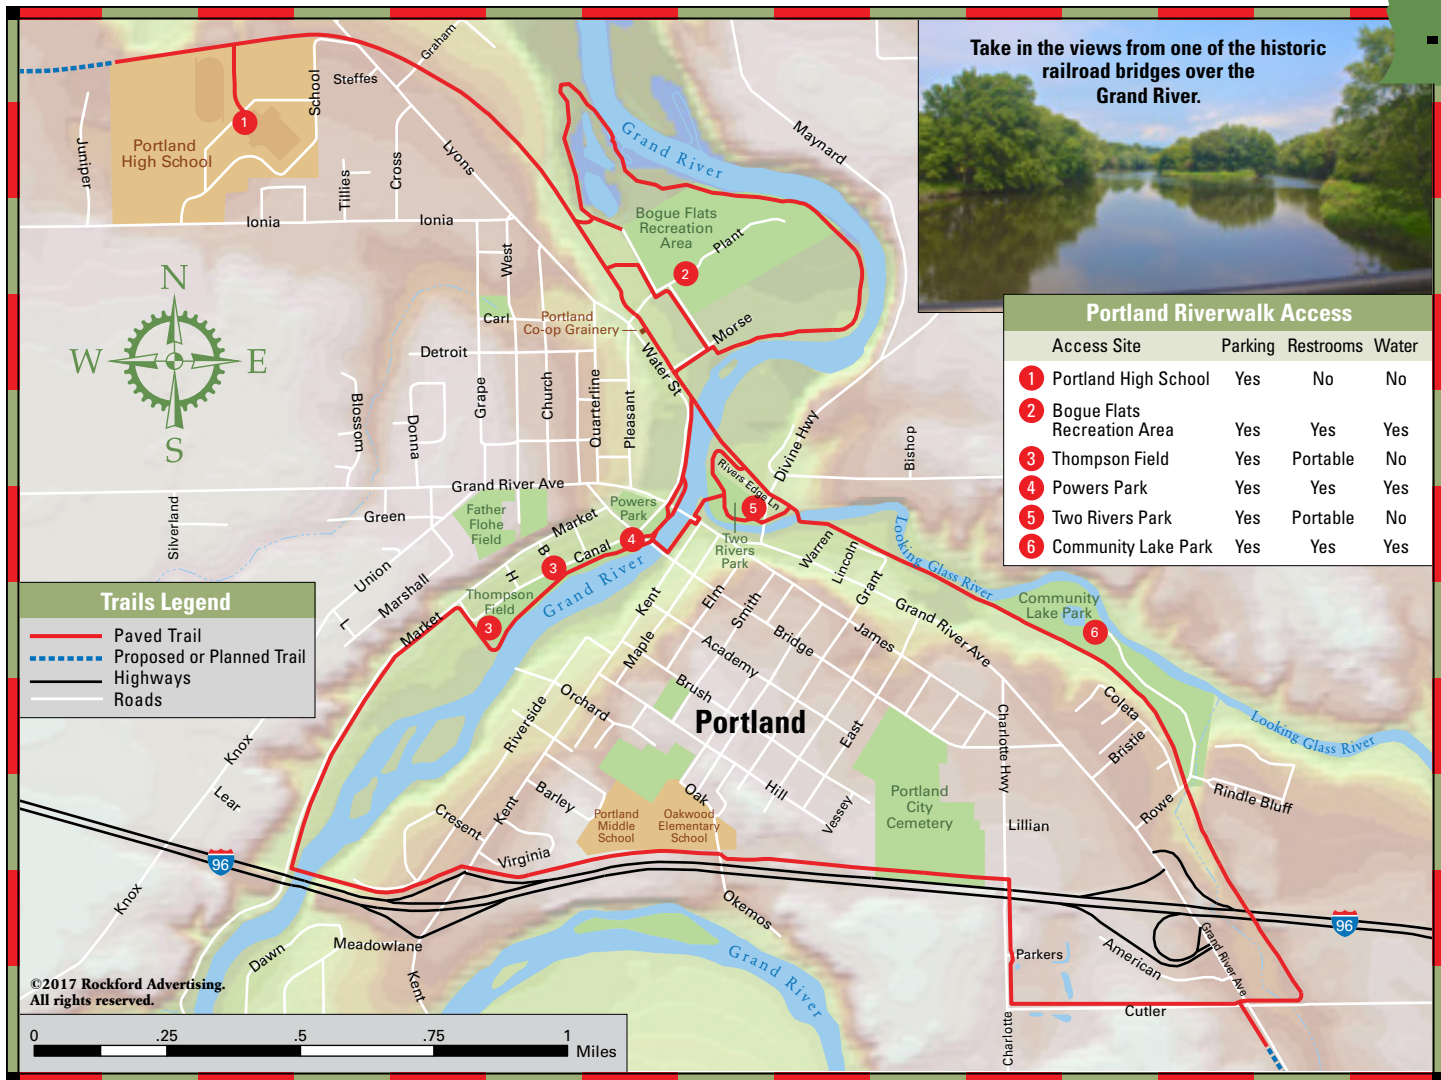 Take in the views from one of the historic
railroad bridges over the
Grand River.
Portland Riverwalk Access
Access Site Parking Restrooms Water
1 Portland High School Yes No No
2 Bogue Flats
Recreation Area Yes Yes Yes
3 Thompson Field Yes Portable No
4 Powers Park Yes Yes Yes
5 Two Rivers Park Yes Portable No
6 Community Lake Park Yes Yes Yes
Graham
Steffes
School
1
Portland
High School
Juniper
Tillies
Cross
Lyons
Ionia
Ionia
Grand River
Maynard
Bogue Flats
Recreation
Area
Plant
2
Morse
N
W E
S
West
Carl
Portland
Co-op Grainery
Detroit
Water St
Blossom
Donna
Grape
Church
Quarterline
Pleasant
Divine Hwy
Bishop
Rivers Edge Ln
5
Two
Rivers
Park
Grand River Ave
Silverland
Green
Father
Flohe
Field
Market
Powers
Park
4
B
Canal
3
H
Thompson
Field
3
Grand River
Union
Marshall
L
Market
Looking Glass River
Warren
Lincoln
Grant
Grand River Ave
Community
Lake Park
6
Kent
Elm
Smith
Maple
Academy
Bridge
James
Brush
Orchard
Riverside
Portland
East
Charlotte Hwy
Coleta
Bristie
Looking Glass River
Rindle Bluff
Rowe
Trails Legend
Paved Trail
Proposed or Planned Trail
Highways
Roads
Knox
Lear
96
Knox
Cresent
Kent
Barley
Virginia
Portland
Middle
School
Oak
Oakwood
Elementary
School
Hill
Vessey
Portland
City
Cemetery
Lillian
Okemos
96
Dawn
Meadowlane
Kent
Grand River
Parkers
American
Grand River Ave
Cutler
Charlotte
©2017 Rockford Advertising.
All rights reserved.
0 .25 .5 .75 1
Miles